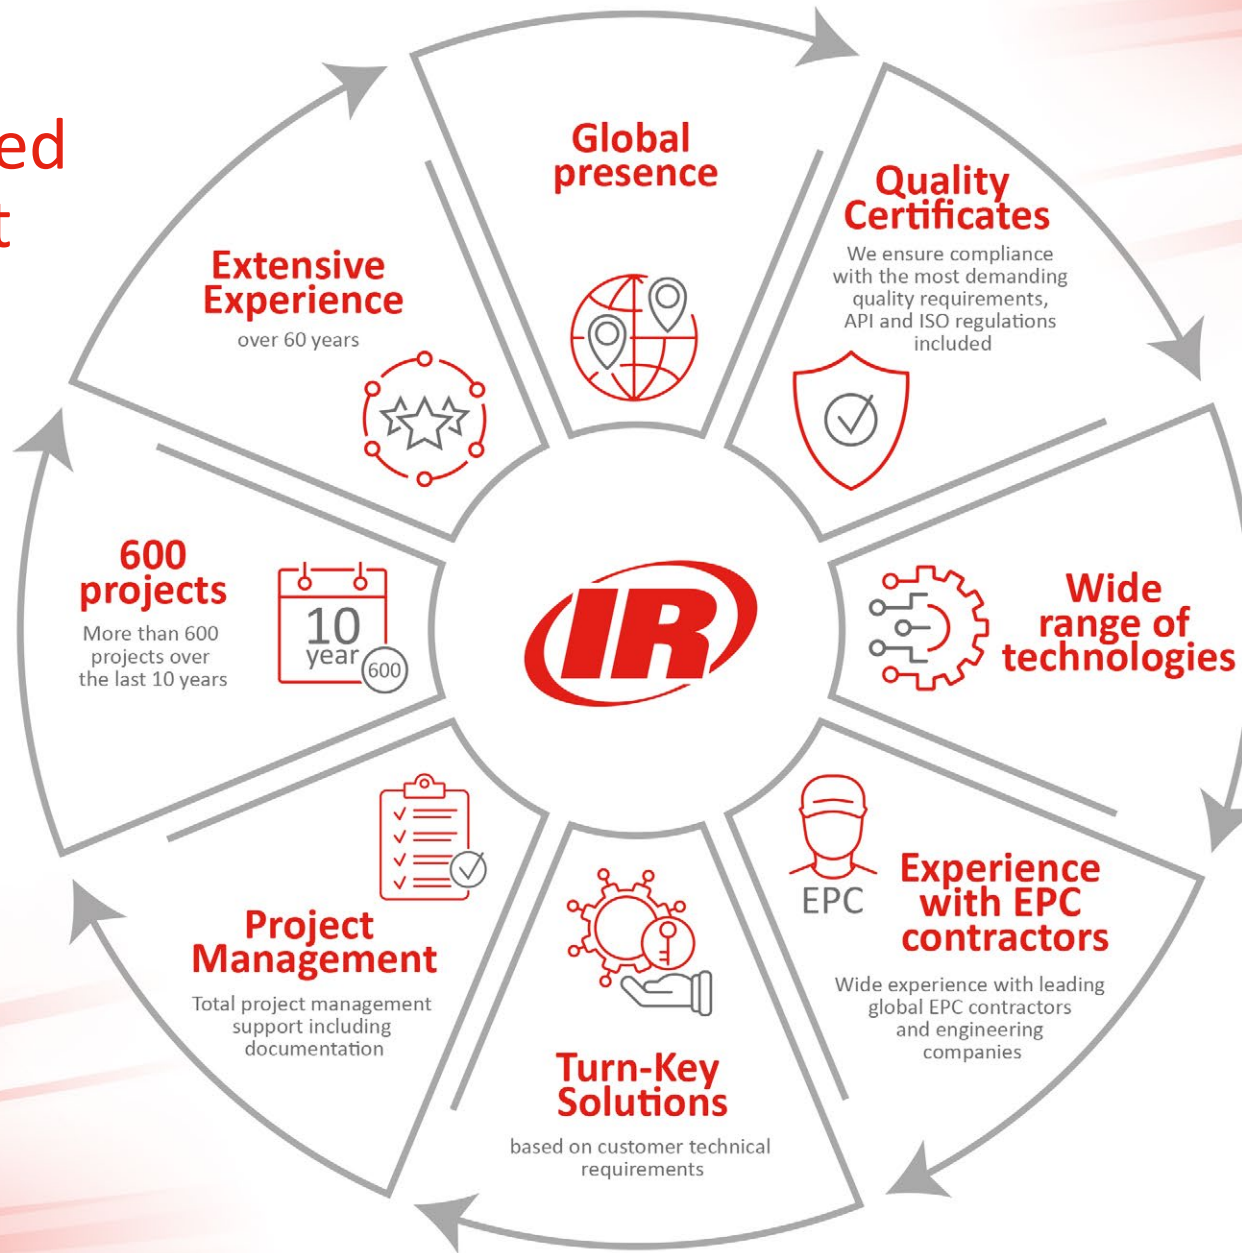 ed
t
Global
presence
Quality
Certificates
We ensure compliance
with the most demanding
quality requirements,
API and ISO regulations
included
Wide
range of
technologies
EPC
Experience
with EPC
contractors
Wide experience with leading
global EPC contractors
and engineering
companies
Turn-Key
Solutions
based on customer technical
requirements
Project
Management
Total project management
support including
documentation
600
projects
More than 600
projects over
the last 10 years
10
year
600
Extensive
Experience
over 60 years
IR